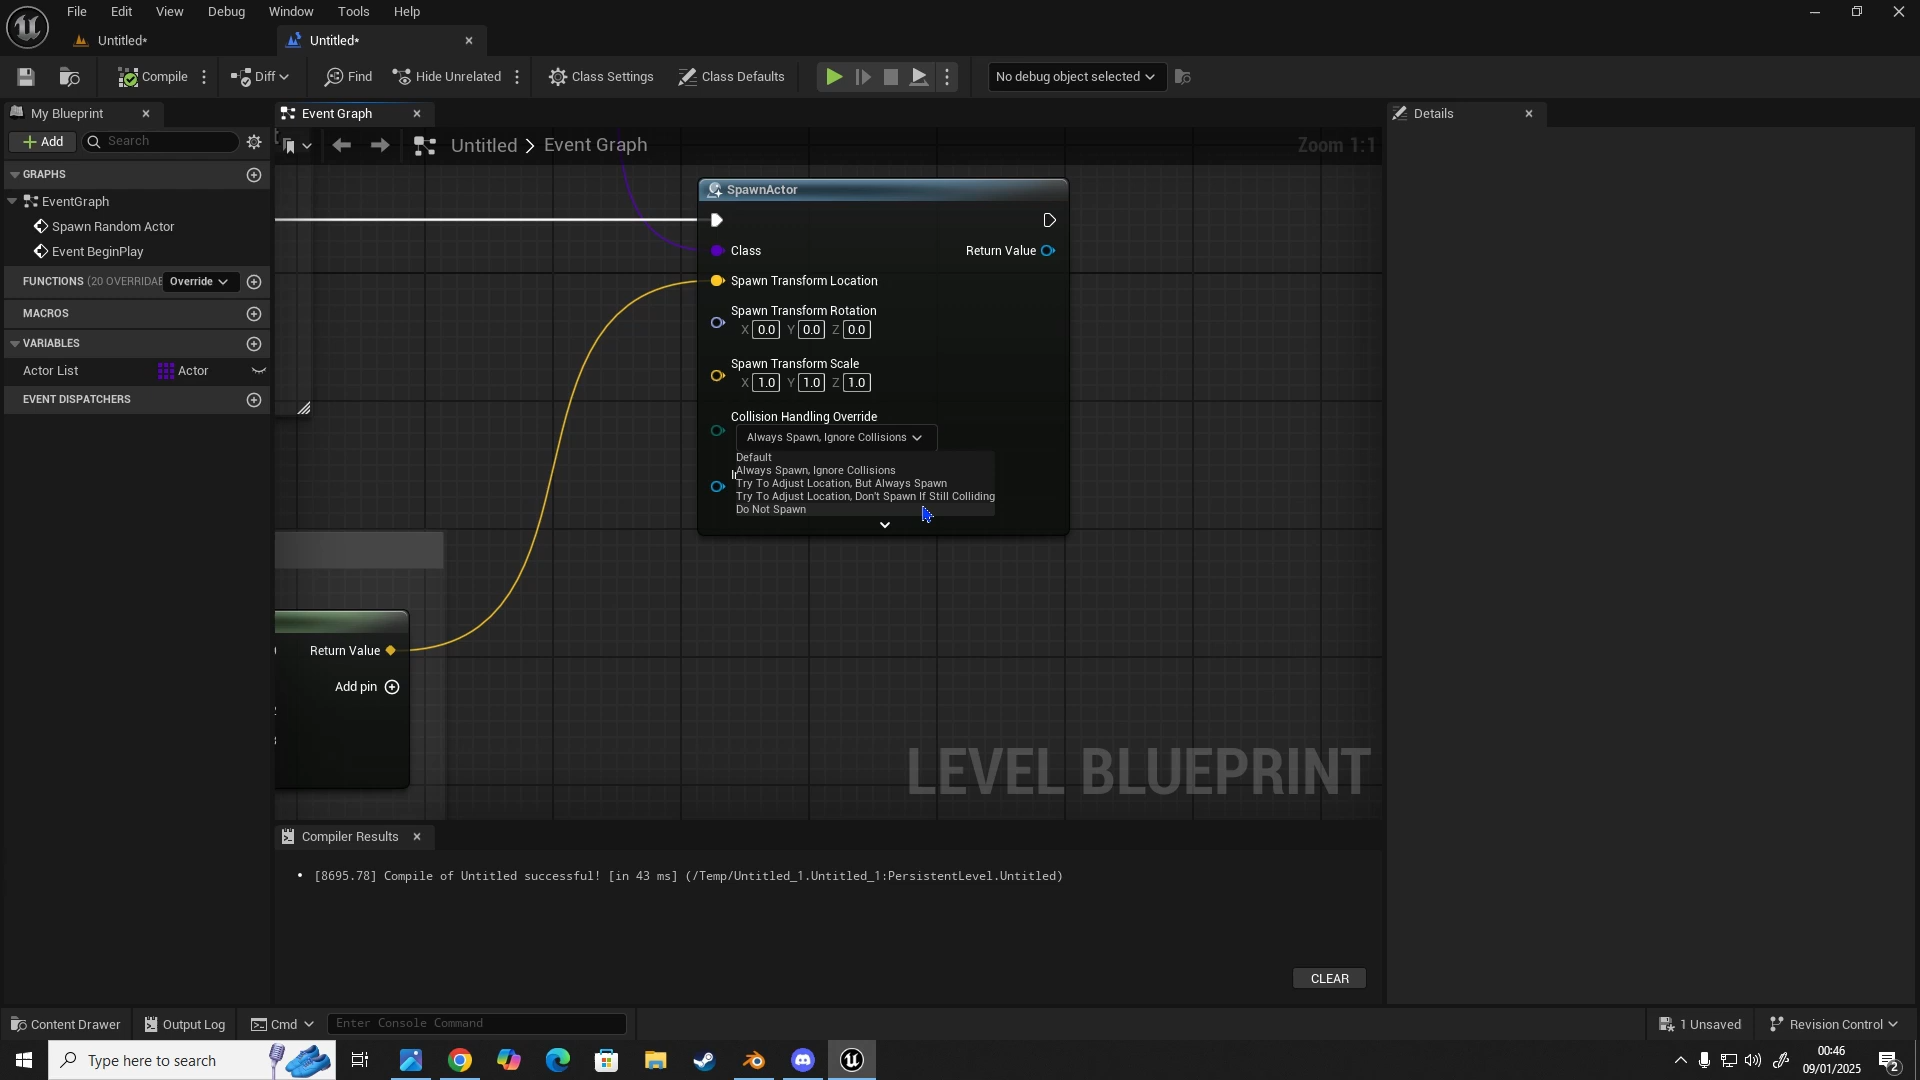 File Edit View Debug Window Tools Help
Untitled* Untitled*
Compile Diff Find Hide Unrelated Class Settings Class Defaults No debug object selected
My Blueprint
Event Graph
Details
Add Search
Untitled > Event Graph Zoom 1:1
GRAPHS
EventGraph
Spawn Random Actor
Event BeginPlay
FUNCTIONS (20 OVERRIDAB Override
MACROS
VARIABLES
Actor List Actor
EVENT DISPATCHERS
SpawnActor
Class Return Value
Spawn Transform Location
Spawn Transform Rotation
X 0.0 Y 0.0 Z 0.0
Spawn Transform Scale
X 1.0 Y 1.0 Z 1.0
Collision Handling Override
Always Spawn, Ignore Collisions
Default
Always Spawn, Ignore Collisions
Try To Adjust Location, But Always Spawn
Try To Adjust Location, Don't Spawn If Still Colliding
Do Not Spawn
Return Value
Add pin
LEVEL BLUEPRINT
Compiler Results
• [8695.78] Compile of Untitled successful! [in 43 ms] (/Temp/Untitled_1.Untitled_1:PersistentLevel.Untitled)
CLEAR
Content Drawer Output Log Cmd Enter Console Command 1 Unsaved Revision Control
Type here to search
00:46
09/01/2025
2